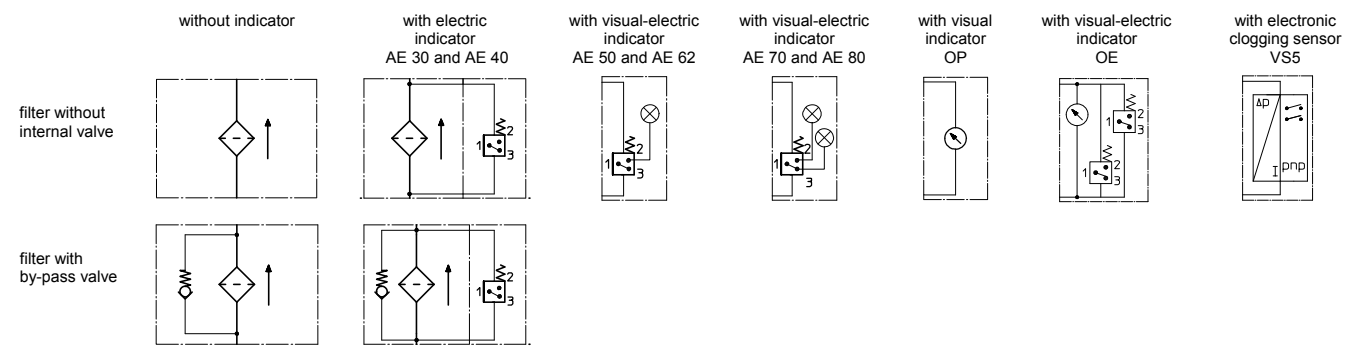 without indicator
with electric
indicator
AE 30 and AE 40
with visual-electric
indicator
AE 50 and AE 62
with visual-electric
indicator
AE 70 and AE 80
with visual
indicator
OP
with visual-electric
indicator
OE
with electronic
clogging sensor
VS5
filter without
internal valve
1 2 3
1 2 3
1 2 3
1 2 3
1 2 3
Δp
I
pnp
filter with
by-pass valve
1 2 3